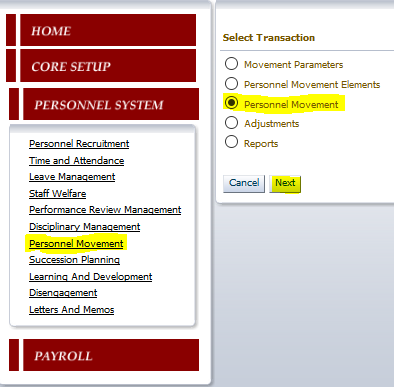 HOME
CORE SETUP
PERSONNEL SYSTEM
Personnel Recruitment
Time and Attendance
Leave Management
Staff Welfare
Performance Review Management
Disciplinary Management
Personnel Movement
Succession Planning
Learning And Development
Disengagement
Letters And Memos
PAYROLL
Select Transaction
Movement Parameters
Personnel Movement Elements
Personnel Movement
Adjustments
Reports
Cancel Next